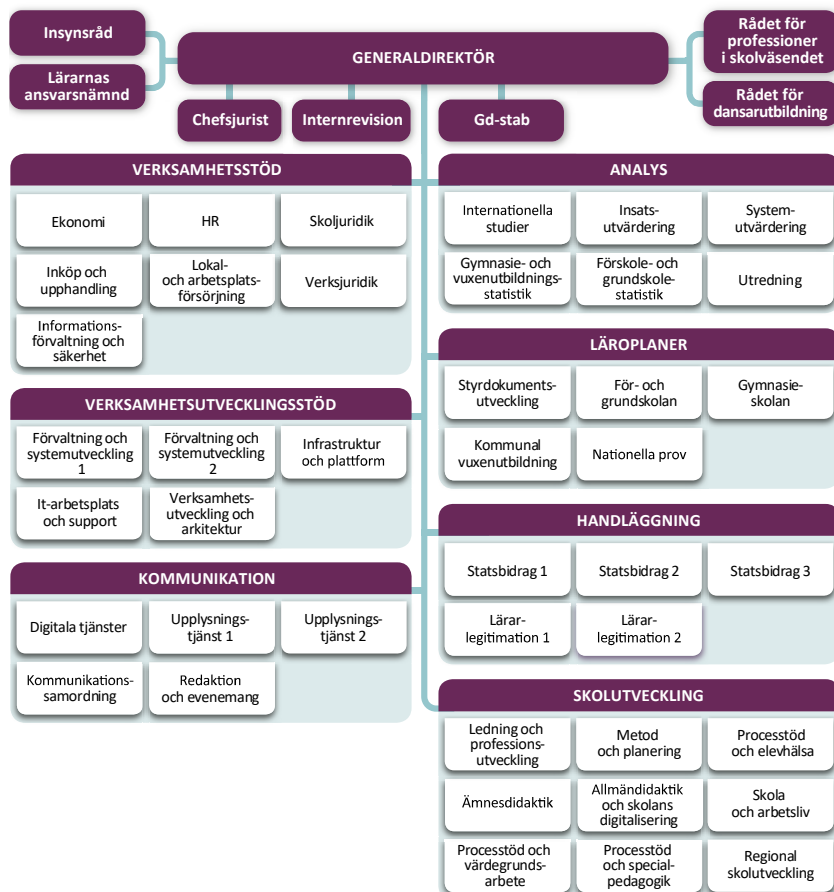 Insynsråd
Lärarnas
ansvarsnämnd
GENERALDIREKTÖR
Rådet för
professioner
i skolväsendet
Rådet för
dansarutbildning
Chefsjurist
Internrevision
Gd-stab
VERKSAMHETSSTÖD
Ekonomi
HR
Skoljuridik
Inköp och
upphandling
Lokal-
och arbetsplats-
försörjning
Verksjuridik
Informations-
förvaltning och
säkerhet
VERKSAMHETSUTVECKLINGSSTÖD
Förvaltning och
systemutveckling
1
Förvaltning och
systemutveckling
2
Infrastruktur
och plattform
It-arbetsplats
och support
Verksamhets-
utveckling och
arkitektur
KOMMUNIKATION
Digitala tjänster
Upplysnings-
tjänst 1
Upplysnings-
tjänst 2
Kommunikations-
samordning
Redaktion
och evenemang
ANALYS
Internationella
studier
Insats-
utvärdering
System-
utvärdering
Gymnasie- och
vuxenutbildnings-
statistik
Förskole- och
grundskole-
statistik
Utredning
LÄROPLANER
Styrdokuments-
utveckling
För- och
grundskolan
Gymnasie-
skolan
Kommunal
vuxenutbildning
Nationella prov
HANDLÄGGNING
Statsbidrag 1
Statsbidrag 2
Statsbidrag 3
Lärar-
legitimation 1
Lärar-
legitimation 2
SKOLUTVECKLING
Ledning och
professions-
utveckling
Metod
och planering
Processtöd
och elevhälsa
Ämnesdidaktik
Allmändidaktik
och skolans
digitalisering
Skola
och arbetsliv
Processtöd och
värdegrunds-
arbete
Processtöd
och special-
pedagogik
Regional
skolutveckling